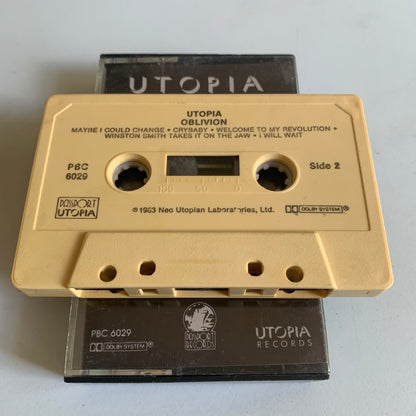 UTOPIA
UTOPIA
OBLIVION
MAYBE I COULD CHANGE • CRYBABY • WELCOME TO MY REVOLUTION •
WINSTON SMITH TAKES IT ON THE JAW • I WILL WAIT
PBC
6029
Side 2
100 50 0
PASSPORT
UTOPIA
℗1983 Neo Utopian Laboratories, Ltd.
DOLBY SYSTEM®
PBC 6029
DOLBY SYSTEM®
PASSPORT
RECORDS
UTOPIA
RECORDS